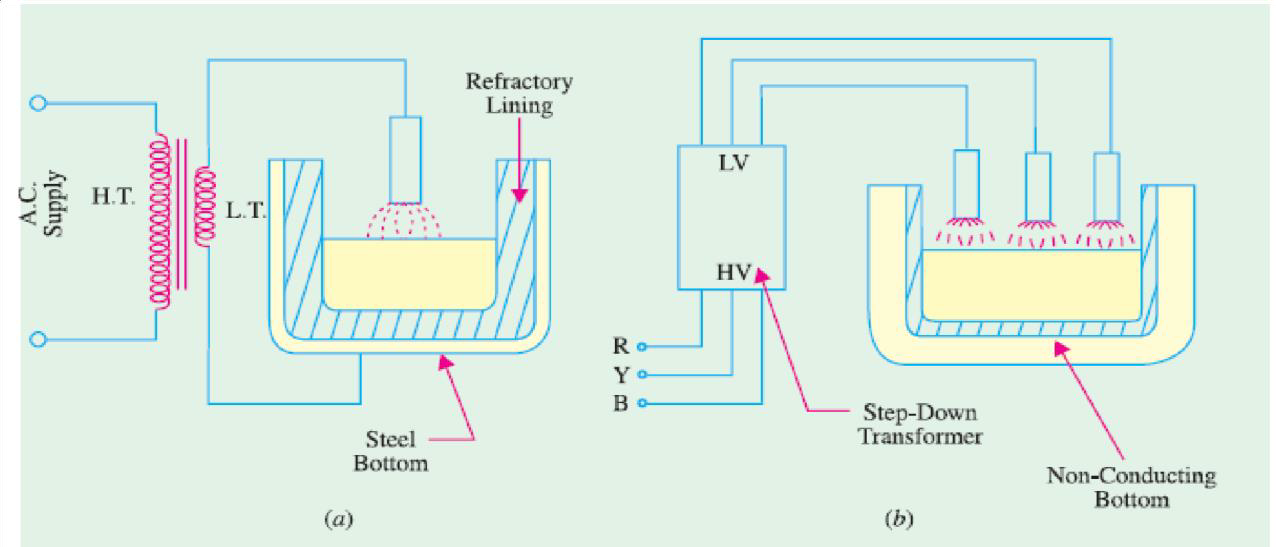 A.C.
Supply
H.T.
L.T.
Refractory
Lining
Steel
Bottom
(a)
LV
HV
R
Y
B
Step-Down
Transformer
Non-Conducting
Bottom
(b)